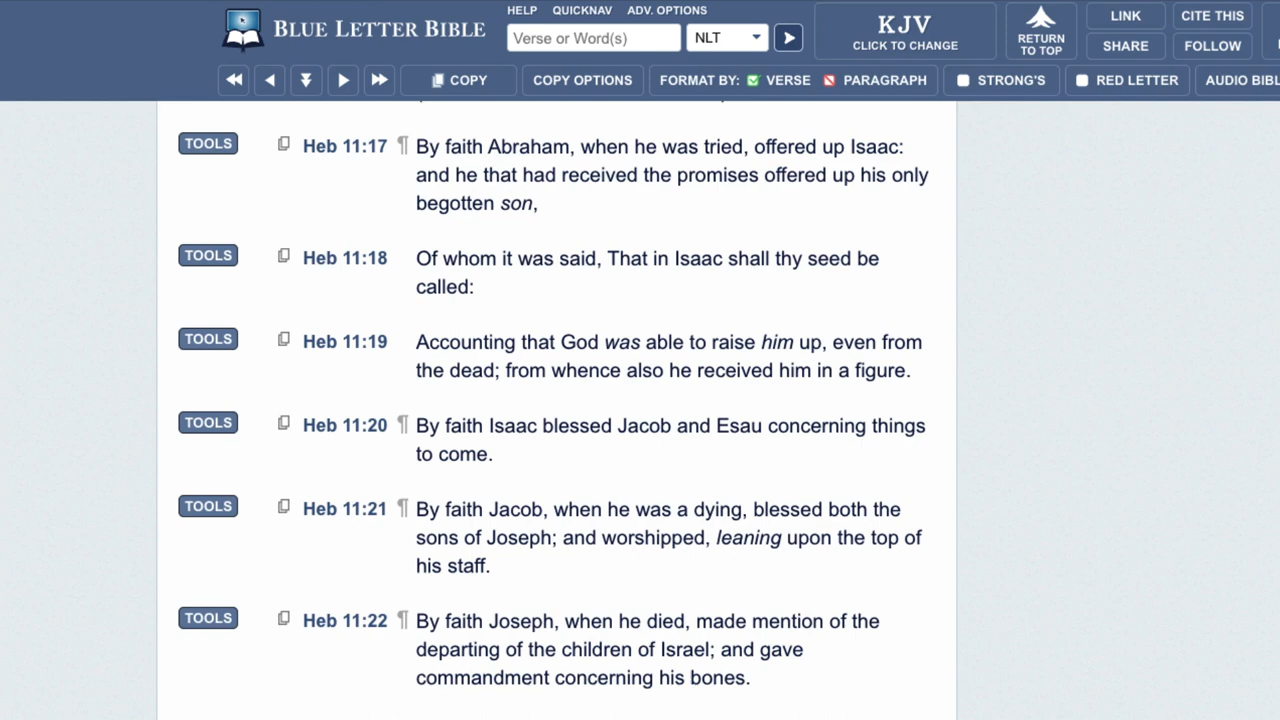 HELP QUICKNAV ADV. OPTIONS
BLUE LETTER BIBLE
Verse or Word(s) NLT
KJV
CLICK TO CHANGE
RETURN
TO TOP
LINK
CITE THIS
SHARE
FOLLOW
COPY COPY OPTIONS FORMAT BY: VERSE PARAGRAPH STRONG'S RED LETTER AUDIO BIBL
TOOLS Heb 11:17 ¶ By faith Abraham, when he was tried, offered up Isaac:
and he that had received the promises offered up his only
begotten son,
TOOLS Heb 11:18 Of whom it was said, That in Isaac shall thy seed be
called:
TOOLS Heb 11:19 Accounting that God was able to raise him up, even from
the dead; from whence also he received him in a figure.
TOOLS Heb 11:20 ¶ By faith Isaac blessed Jacob and Esau concerning things
to come.
TOOLS Heb 11:21 ¶ By faith Jacob, when he was a dying, blessed both the
sons of Joseph; and worshipped, leaning upon the top of
his staff.
TOOLS Heb 11:22 ¶ By faith Joseph, when he died, made mention of the
departing of the children of Israel; and gave
commandment concerning his bones.